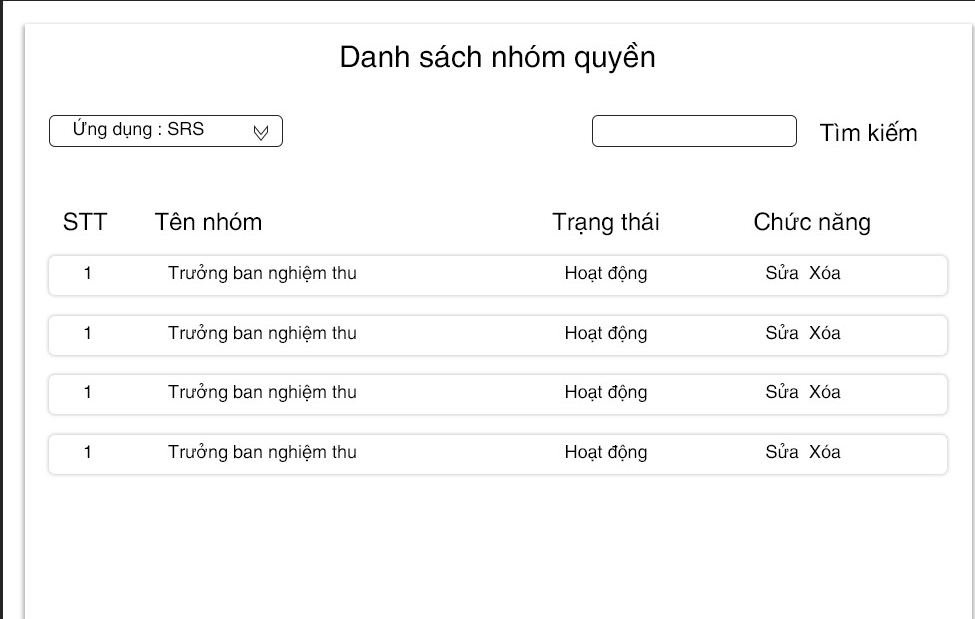 Danh sách nhóm quyền
Ứng dụng : SRS Tìm kiếm
STT Tên nhóm Trạng thái Chức năng
1 Trưởng ban nghiệm thu Hoạt động Sửa Xóa
1 Trưởng ban nghiệm thu Hoạt động Sửa Xóa
1 Trưởng ban nghiệm thu Hoạt động Sửa Xóa
1 Trưởng ban nghiệm thu Hoạt động Sửa Xóa